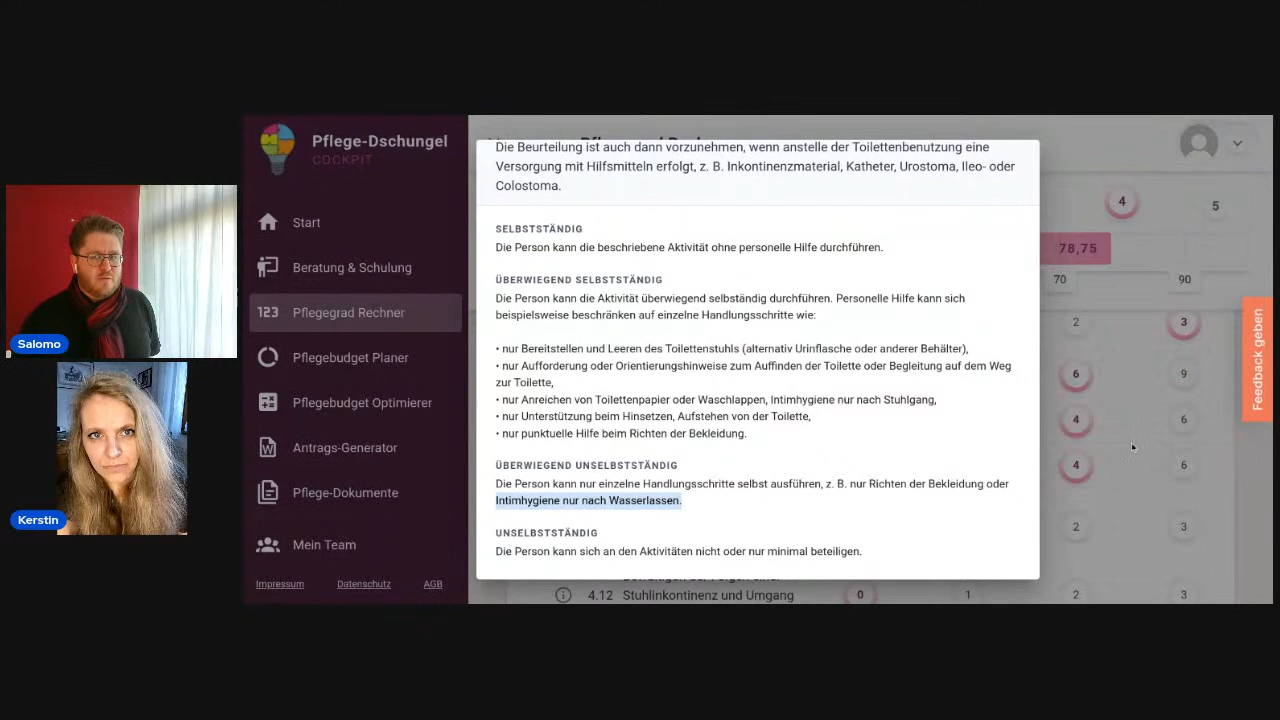 Pflege-Dschungel
COCKPIT
Start
Beratung & Schulung
123 Pflegegrad Rechner
Pflegebudget Planer
Pflegebudget Optimierer
Antrags-Generator
Pflege-Dokumente
Mein Team
Impressum Datenschutz AGB
Salomo
Kerstin
Die Beurteilung ist auch dann vorzunehmen, wenn anstelle der Toilettenbenutzung eine
Versorgung mit Hilfsmitteln erfolgt, z. B. Inkontinenzmaterial, Katheter, Urostoma, Ileo- oder
Colostoma.
SELBSTSTÄNDIG
Die Person kann die beschriebene Aktivität ohne personelle Hilfe durchführen.
ÜBERWIEGEND SELBSTSTÄNDIG
Die Person kann die Aktivität überwiegend selbständig durchführen. Personelle Hilfe kann sich
beispielsweise beschränken auf einzelne Handlungsschritte wie:
• nur Bereitstellen und Leeren des Toilettenstuhls (alternativ Urinflasche oder anderer Behälter),
• nur Aufforderung oder Orientierungshinweise zum Auffinden der Toilette oder Begleitung auf dem Weg
zur Toilette,
• nur Anreichen von Toilettenpapier oder Waschlappen, Intimhygiene nur nach Stuhlgang,
• nur Unterstützung beim Hinsetzen, Aufstehen von der Toilette,
• nur punktuelle Hilfe beim Richten der Bekleidung.
ÜBERWIEGEND UNSELBSTSTÄNDIG
Die Person kann nur einzelne Handlungsschritte selbst ausführen, z. B. nur Richten der Bekleidung oder
Intimhygiene nur nach Wasserlassen.
UNSELBSTSTÄNDIG
Die Person kann sich an den Aktivitäten nicht oder nur minimal beteiligen.
4 5
78,75
70 90
2 3
6 9
4 6
4 6
2 3
4.12 Stuhlinkontinenz und Umgang 0 1 2 3
Feedback geben